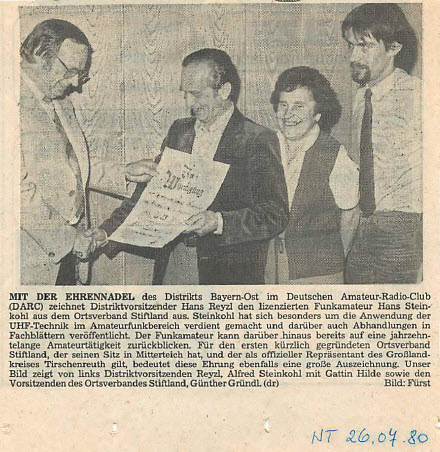 Die
Würdigung
MIT DER EHRENNADEL des Distrikts Bayern-Ost im Deutschen Amateur-Radio-Club
(DARC) zeichnet Distriktvorsitzender Hans Reyzl den lizenzierten Funkamateur Hans Stein-
kohl aus dem Ortsverband Stiftland aus. Steinkohl hat sich besonders um die Anwendung der
UHF-Technik im Amateurfunkbereich verdient gemacht und darüber auch Abhandlungen in
Fachblättern veröffentlicht. Der Funkamateur kann darüber hinaus bereits auf eine jahrzehn-
telange Amateurtätigkeit zurückblicken. Für den ersten kürzlich gegründeten Ortsverband
Stiftland, der seinen Sitz in Mitterteich hat, und der als offizieller Repräsentant des Großland-
kreises Tirschenreuth gilt, bedeutet diese Ehrung ebenfalls eine große Auszeichnung. Unser
Bild zeigt von links Distriktvorsitzenden Reyzl, Alfred Steinkohl mit Gattin Hilde sowie den
Vorsitzenden des Ortsverbandes Stiftland, Günther Gründl. (dr) Bild: Fürst
NT 26.07.80